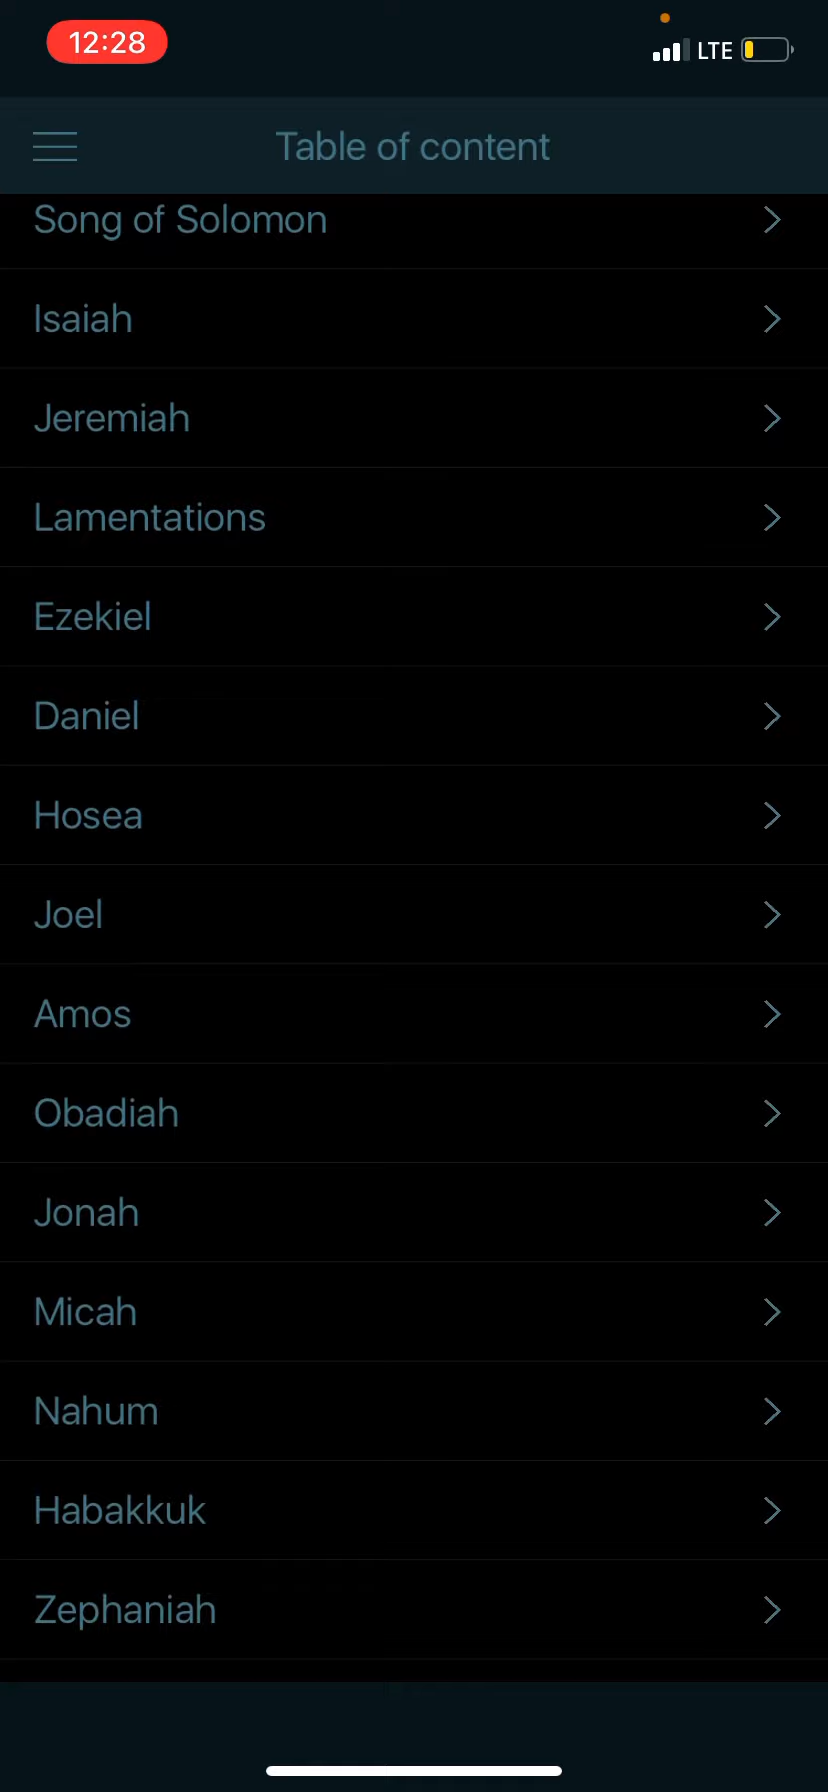 12:28
LTE
Table of content
Song of Solomon
Isaiah
Jeremiah
Lamentations
Ezekiel
Daniel
Hosea
Joel
Amos
Obadiah
Jonah
Micah
Nahum
Habakkuk
Zephaniah